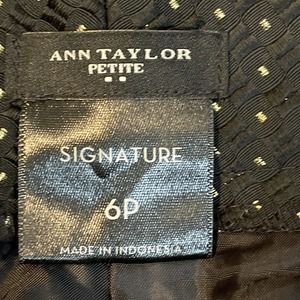 ANN TAYLOR
PETITE
SIGNATURE
6P
MADE IN INDONESIA